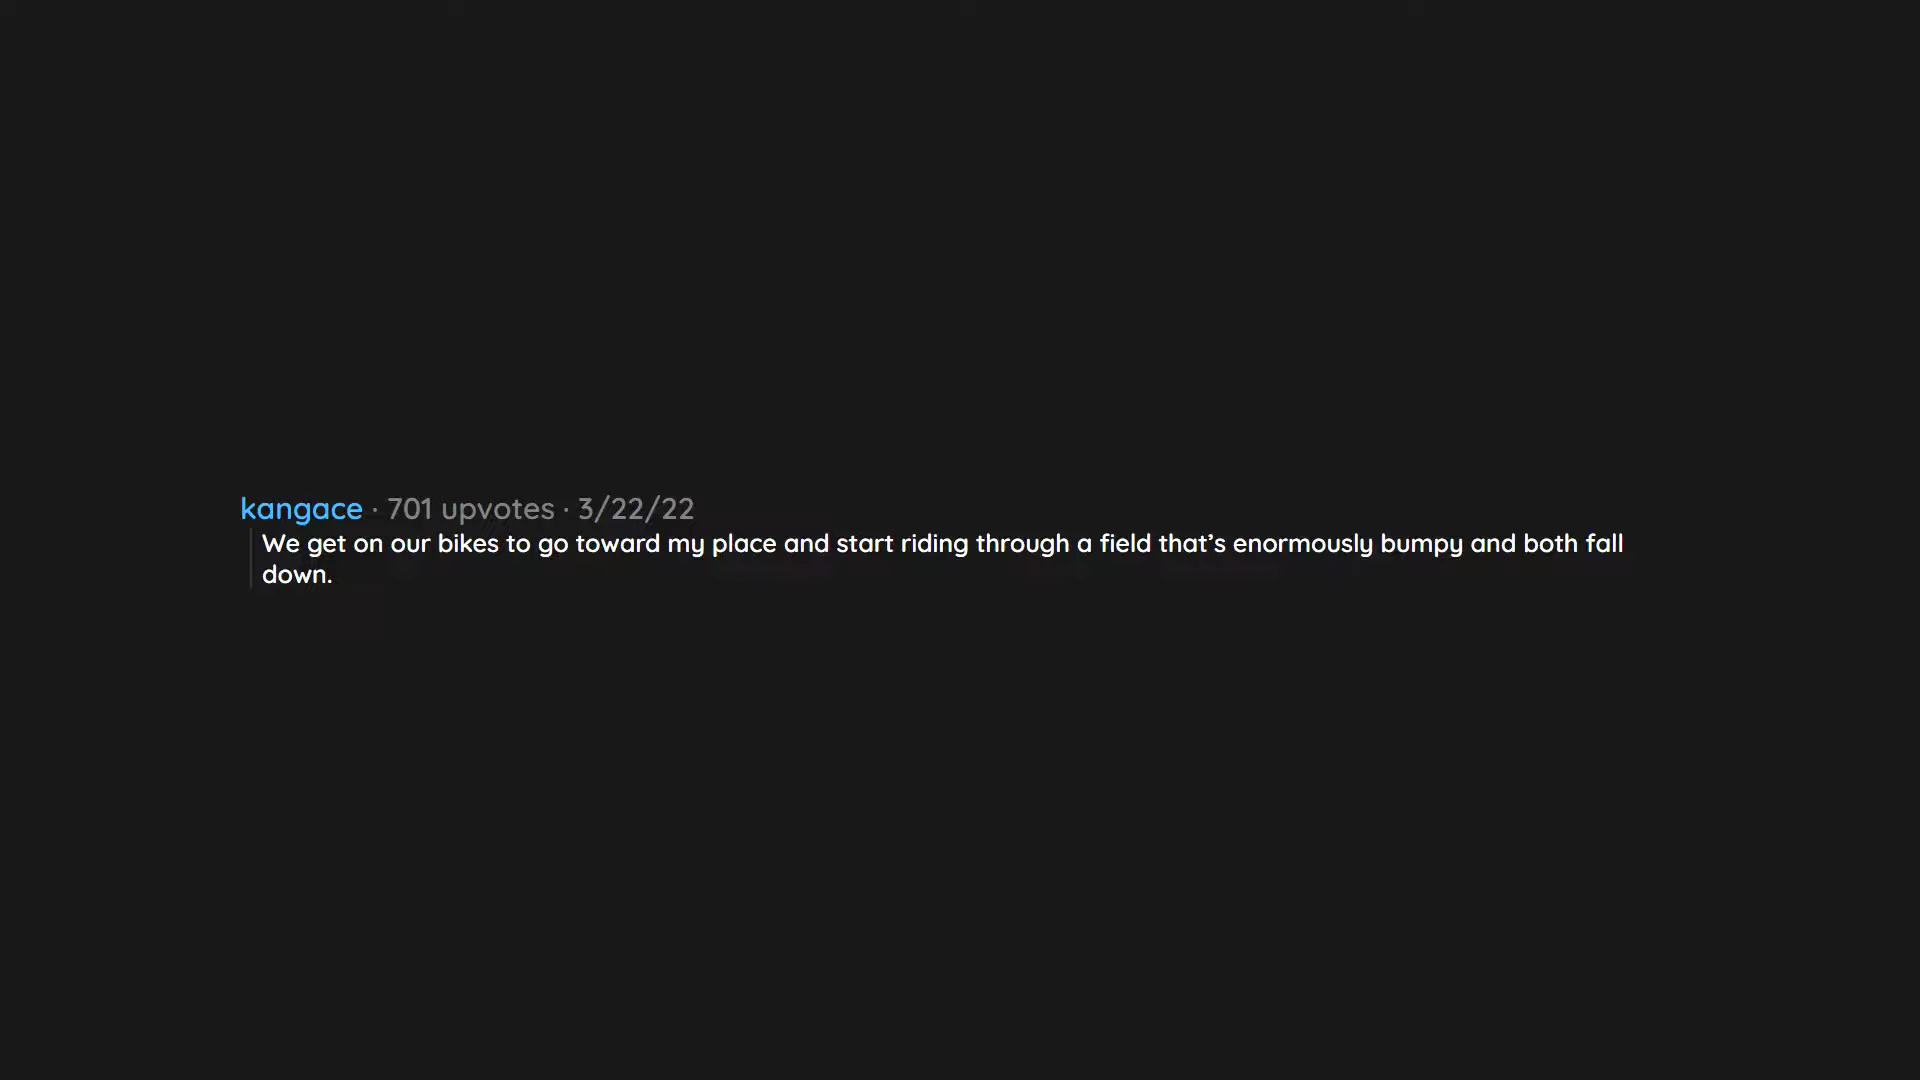 kangace · 701 upvotes · 3/22/22
We get on our bikes to go toward my place and start riding through a field that’s enormously bumpy and both fall
down.